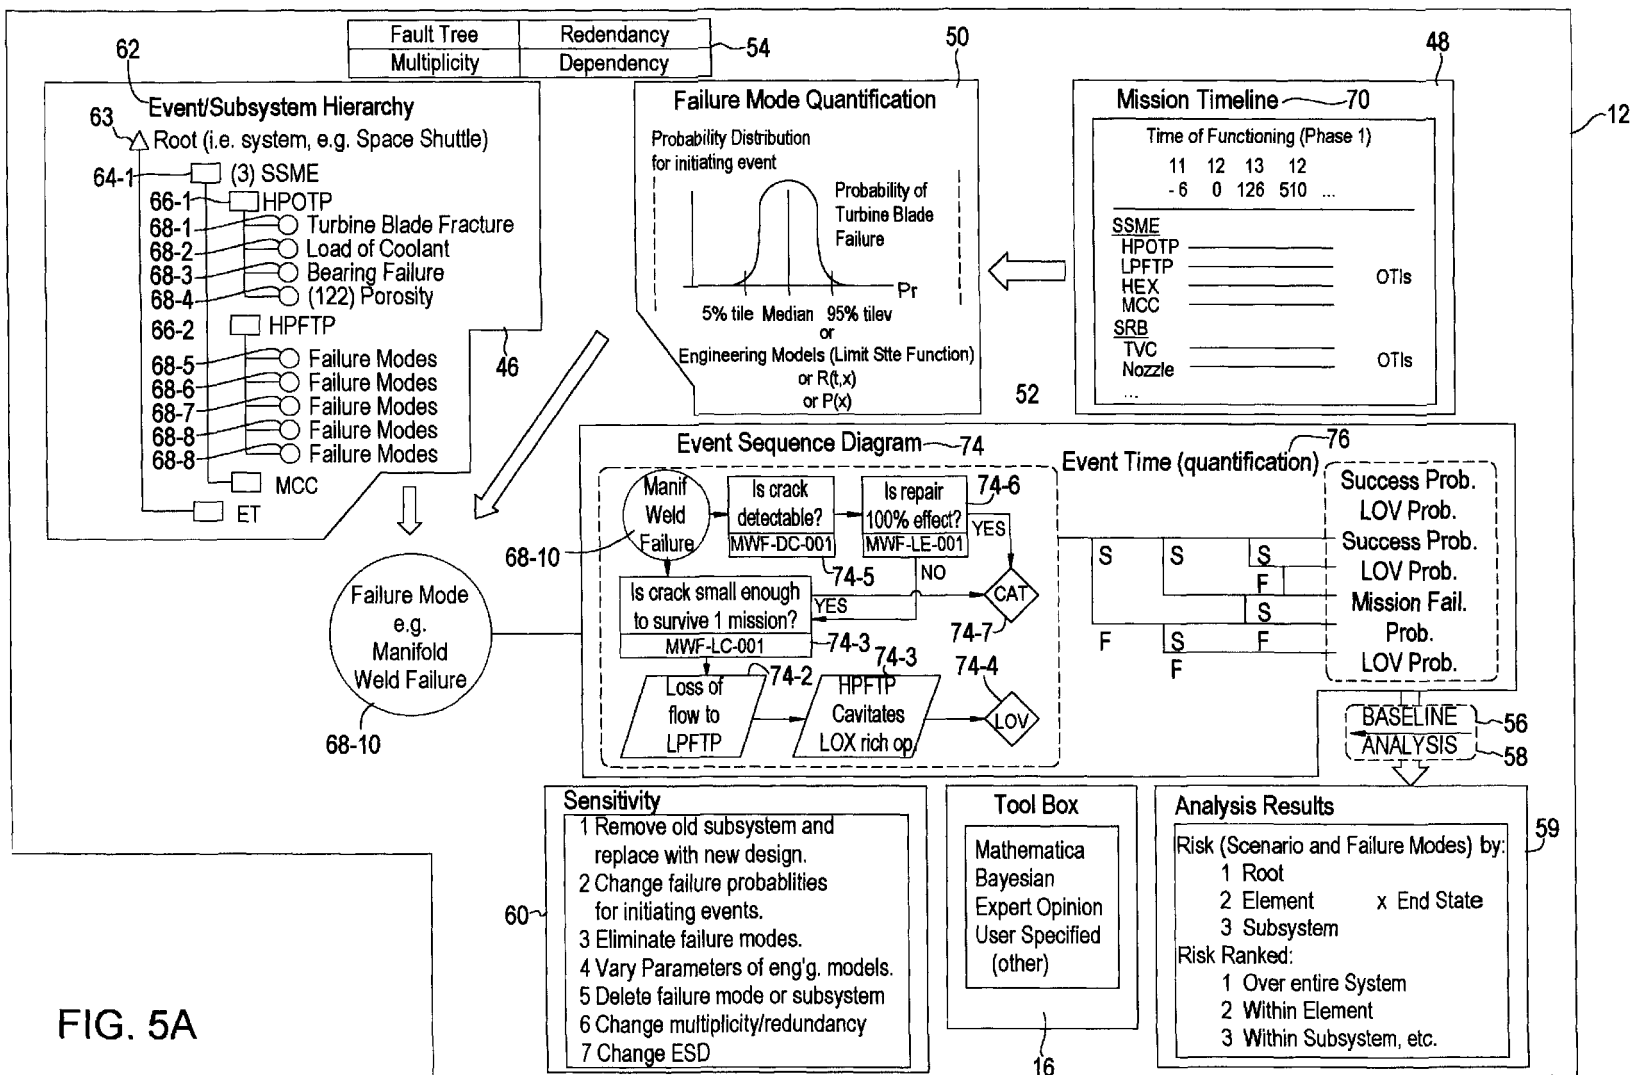 Fault Tree Redendancy
Multiplicity Dependency
54
62
Event/Subsystem Hierarchy
63
Root (i.e. system, e.g. Space Shuttle)
64-1
(3) SSME
66-1
HPOTP
68-1
Turbine Blade Fracture
68-2
Load of Coolant
68-3
Bearing Failure
68-4
(122) Porosity
66-2
HPFTP
68-5
Failure Modes
68-6
Failure Modes
68-7
Failure Modes
68-8
Failure Modes
68-8
Failure Modes
MCC
ET
46
50
Failure Mode Quantification
Probability Distribution
for initiating event
Probability of
Turbine Blade
Failure
Pr
5% tile Median 95% tilev
or
Engineering Models (Limit Stte Function)
or R(t,x)
or P(x)
48
Mission Timeline
70
Time of Functioning (Phase 1)
11 12 13 12
-6 0 126 510 ...
SSME
HPOTP
LPFTP
HEX
MCC
OTIs
SRB
TVC
Nozzle
OTIs
...
12
52
Failure Mode
e.g.
Manifold
Weld Failure
68-10
Event Sequence Diagram
74
Manif
Weld
Failure
68-10
Is crack
detectable?
MWF-DC-001
74-5
Is repair
100% effect?
MWF-LE-001
74-6
YES
NO
Is crack small enough
to survive 1 mission?
MWF-LC-001
74-3
YES
CAT
74-7
Loss of
flow to
LPFTP
74-2
HPFTP
Cavitates
LOX rich op.
74-3
LOV
74-4
Event Time (quantification)
76
S S S
F
S
F S F
F
Success Prob.
LOV Prob.
Success Prob.
LOV Prob.
Mission Fail.
Prob.
LOV Prob.
BASELINE
56
ANALYSIS
58
Sensitivity
1 Remove old subsystem and
replace with new design.
2 Change failure probablities
for initiating events.
3 Eliminate failure modes.
4 Vary Parameters of eng'g. models.
5 Delete failure mode or subsystem
6 Change multiplicity/redundancy
7 Change ESD
60
Tool Box
Mathematica
Bayesian
Expert Opinion
User Specified
(other)
16
Analysis Results
59
Risk (Scenario and Failure Modes) by:
1 Root
2 Element x End State
3 Subsystem
Risk Ranked:
1 Over entire System
2 Within Element
3 Within Subsystem, etc.
FIG. 5A